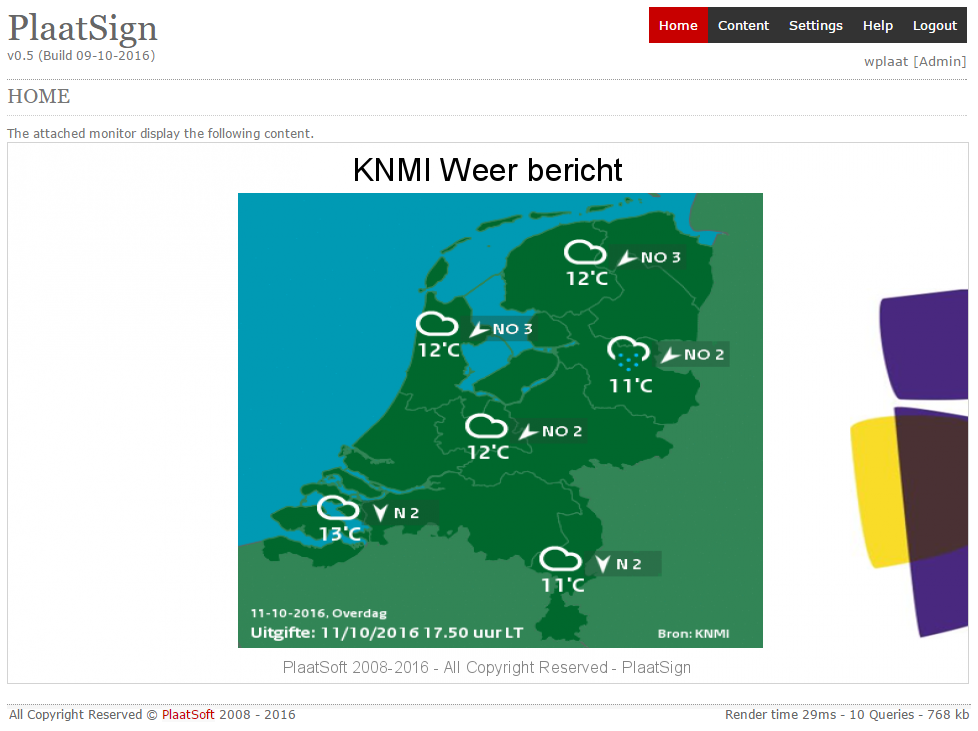 PlaatSign
v0.5 (Build 09-10-2016)
Home Content Settings Help Logout
wplaat [Admin]
HOME
The attached monitor display the following content.
KNMI Weer bericht
NO 3
12°C
NO 3
12°C
NO 2
11°C
NO 2
12°C
N 2
13°C
N 2
11°C
11-10-2016, Overdag
Uitgifte: 11/10/2016 17.50 uur LT
Bron: KNMI
PlaatSoft 2008-2016 - All Copyright Reserved - PlaatSign
All Copyright Reserved © PlaatSoft 2008 - 2016
Render time 29ms - 10 Queries - 768 kb